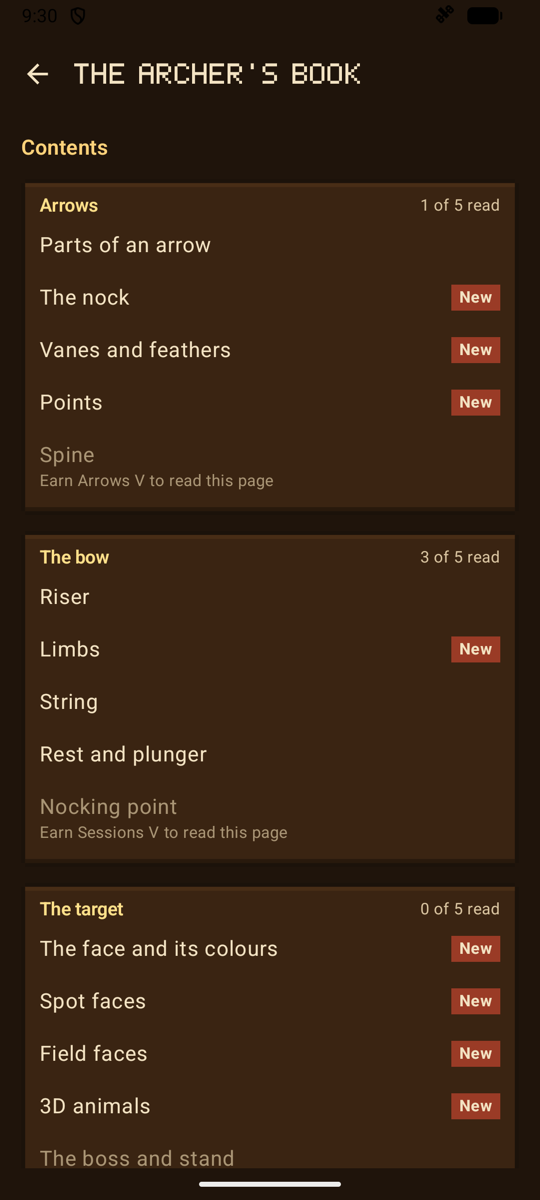 9:30
THE ARCHER'S BOOK
Contents
Arrows 1 of 5 read
Parts of an arrow
The nock New
Vanes and feathers New
Points New
Spine
Earn Arrows V to read this page
The bow 3 of 5 read
Riser
Limbs New
String
Rest and plunger
Nocking point
Earn Sessions V to read this page
The target 0 of 5 read
The face and its colours New
Spot faces New
Field faces New
3D animals New
The boss and stand